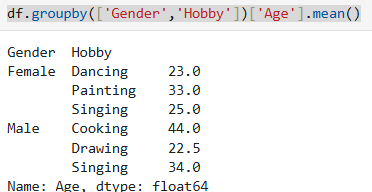 df.groupby(['Gender','Hobby'])['Age'].mean()
Gender  Hobby
Female  Dancing     23.0
        Painting    33.0
        Singing     25.0
Male    Cooking     44.0
        Drawing     22.5
        Singing     34.0
Name: Age, dtype: float64